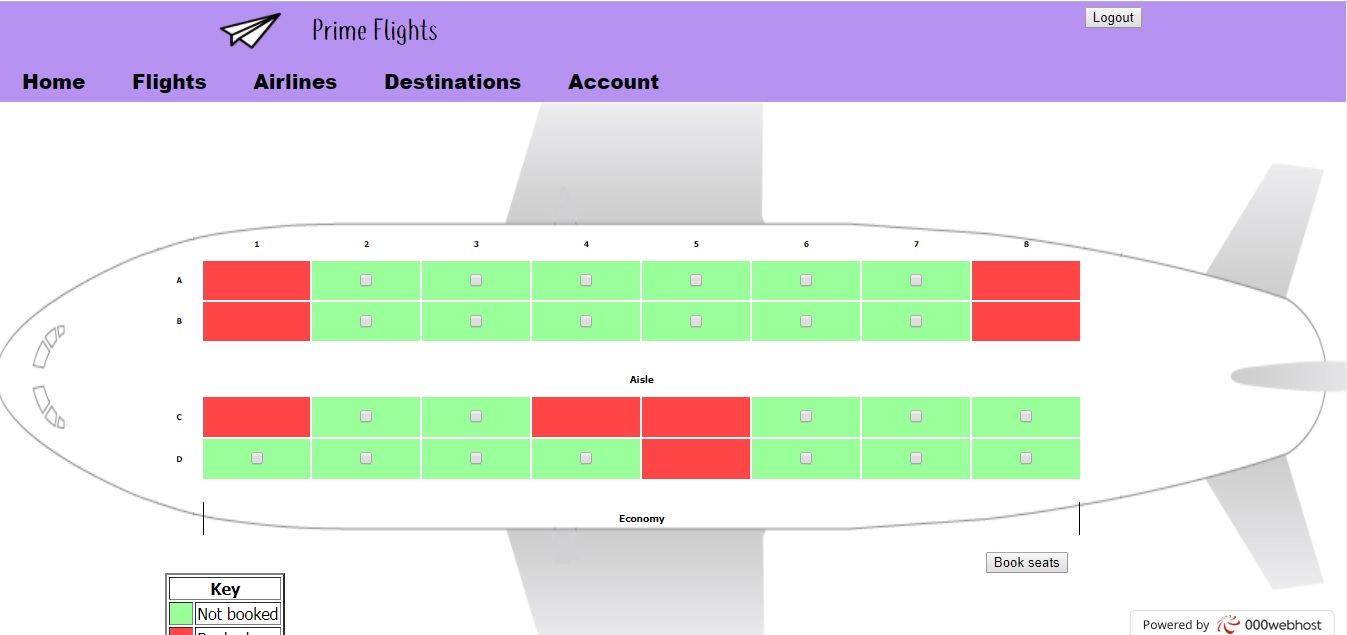 Prime Flights
Logout
Home Flights Airlines Destinations Account
1 2 3 4 5 6 7 8
A
B
Aisle
C
D
Economy
Book seats
Key
Not booked
Powered by 000webhost